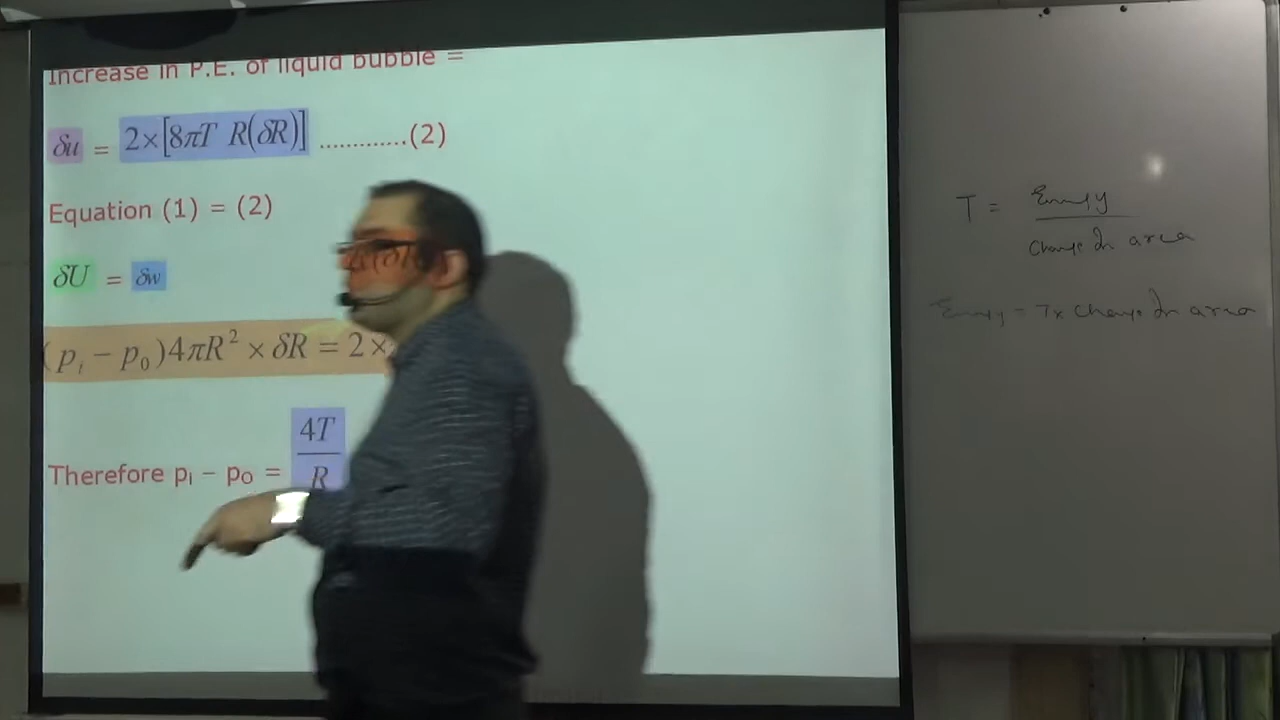 Increase in P.E. of liquid bubble =
δu = 2×[8πT R(δR)] .............(2)
Equation (1) = (2)
δU = δw
(pᵢ − p₀)4πR² × δR = 2×
Therefore pᵢ − p₀ = 4T/R
T = Energy
Change In area
Energy = T x Change In area